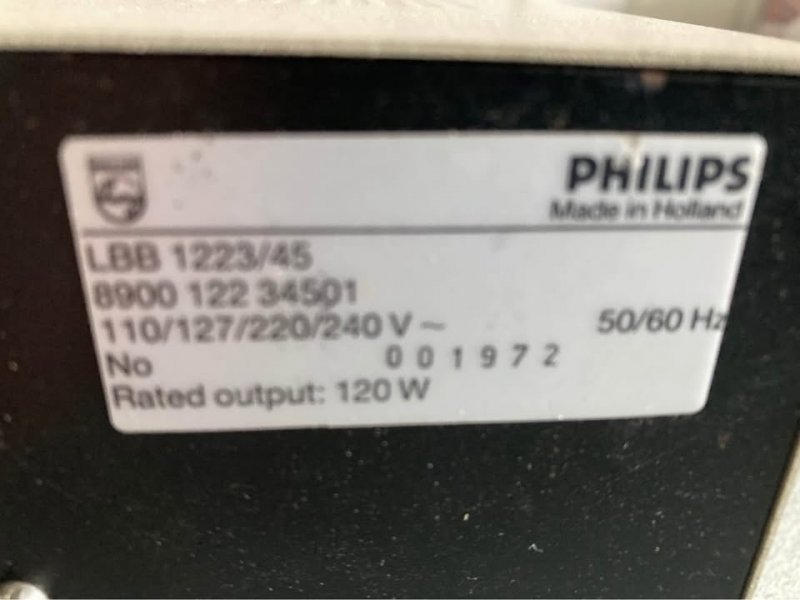 PHILIPS
Made in Holland
LBB 1223/45
8900 122 34501
110/127/220/240 V ~ 50/60 Hz
No 001972
Rated output: 120 W